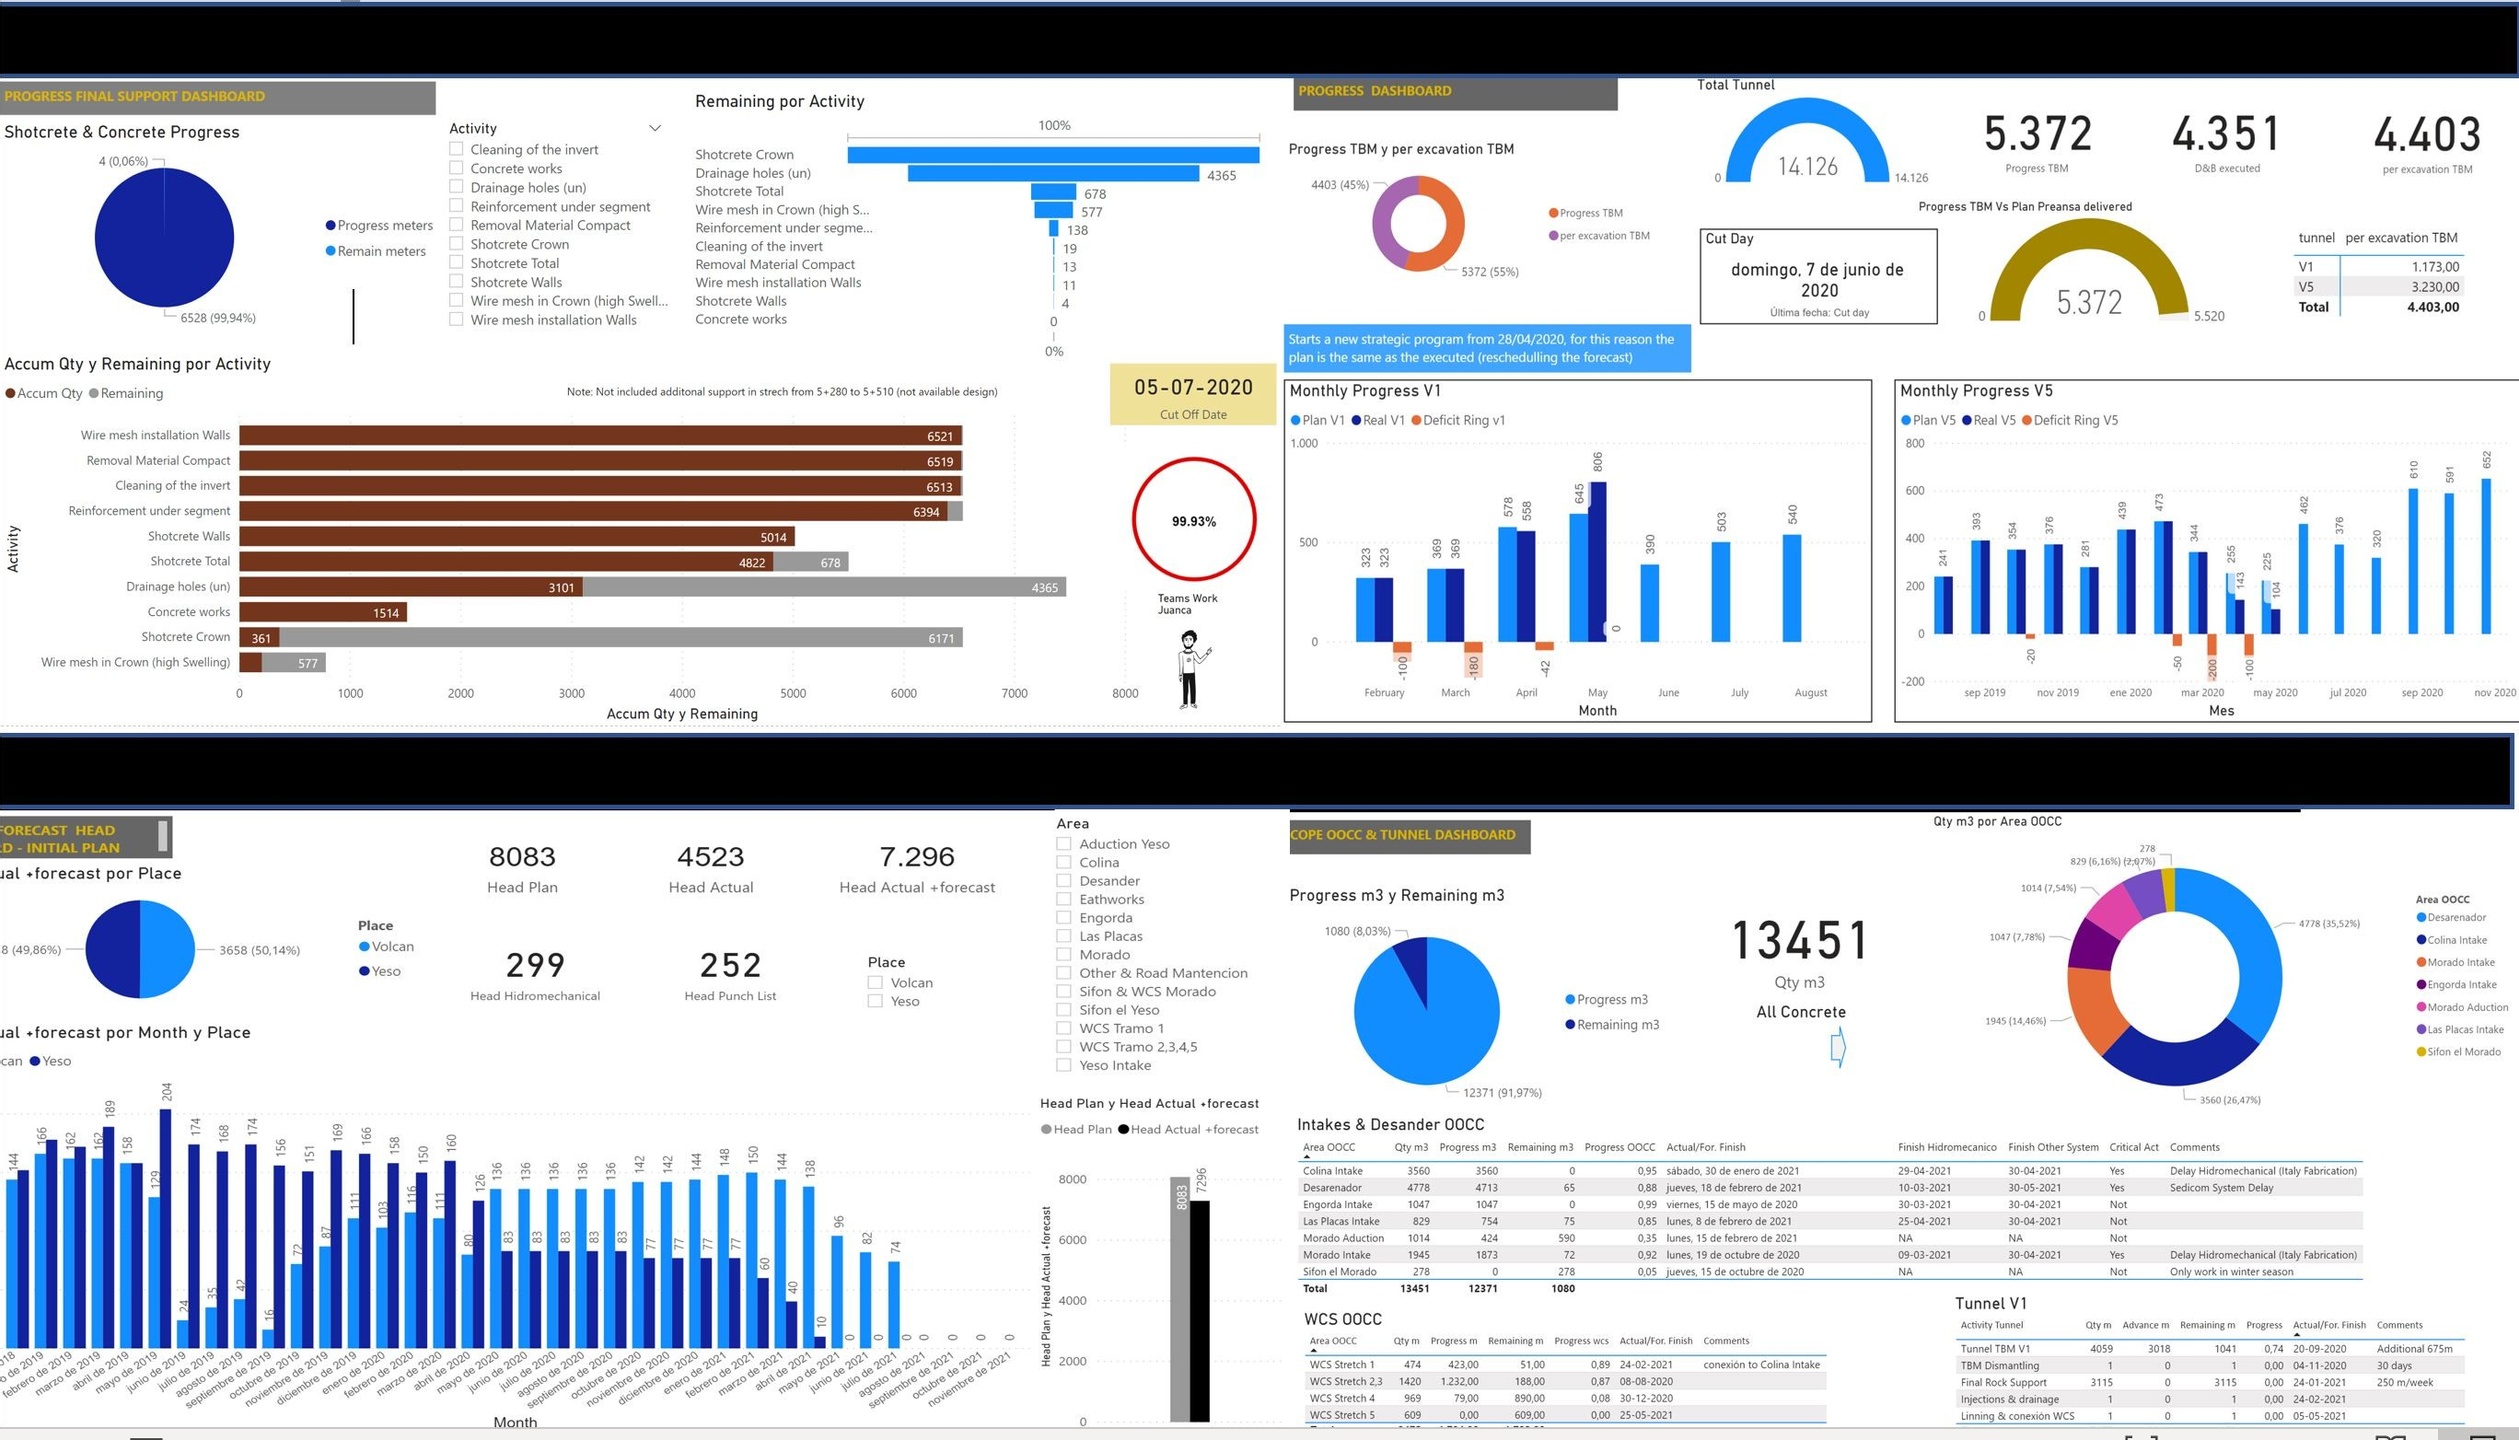 PROGRESS FINAL SUPPORT DASHBOARD
Shotcrete & Concrete Progress
4 (0,06%)
6528 (99,94%)
Progress meters
Remain meters
Activity
Cleaning of the invert
Concrete works
Drainage holes (un)
Reinforcement under segment
Removal Material Compact
Shotcrete Crown
Shotcrete Total
Shotcrete Walls
Wire mesh in Crown (high Swell...
Wire mesh installation Walls
Remaining por Activity
100%
Shotcrete Crown
Drainage holes (un) 4365
Shotcrete Total 678
Wire mesh in Crown (high S... 577
Reinforcement under segme... 138
Cleaning of the invert 19
Removal Material Compact 13
Wire mesh installation Walls 11
Shotcrete Walls 4
Concrete works 0
0%
Accum Qty y Remaining por Activity
Accum Qty Remaining
Note: Not included additonal support in strech from 5+280 to 5+510 (not available design)
Activity
Wire mesh installation Walls 6521
Removal Material Compact 6519
Cleaning of the invert 6513
Reinforcement under segment 6394
Shotcrete Walls 5014
Shotcrete Total 4822 678
Drainage holes (un) 3101 4365
Concrete works 1514
Shotcrete Crown 361 6171
Wire mesh in Crown (high Swelling) 577
0 1000 2000 3000 4000 5000 6000 7000 8000
Accum Qty y Remaining
05-07-2020
Cut Off Date
99.93%
Teams Work
Juanca
PROGRESS DASHBOARD
Progress TBM y per excavation TBM
4403 (45%)
5372 (55%)
Progress TBM
per excavation TBM
Total Tunnel
14.126
0 14.126
5.372
Progress TBM
4.351
D&B executed
4.403
per excavation TBM
Cut Day
domingo, 7 de junio de
2020
Última fecha: Cut day
Progress TBM Vs Plan Preansa delivered
5.372
0 5.520
tunnel per excavation TBM
V1 1.173,00
V5 3.230,00
Total 4.403,00
Starts a new strategic program from 28/04/2020, for this reason the
plan is the same as the executed (reschedulling the forecast)
Monthly Progress V1
Plan V1 Real V1 Deficit Ring v1
1.000
500
0
323 323 -100
369 369 -180
578 558 -42
645 806 0
390
503
540
February March April May June July August
Month
Monthly Progress V5
Plan V5 Real V5 Deficit Ring V5
800
600
400
200
0
-200
241 393 354 -20 376 281 439 473 -50 344 -200 255 143 -100 225 104 462 376 320 610 591 652
sep 2019 nov 2019 ene 2020 mar 2020 may 2020 jul 2020 sep 2020 nov 2020
Mes
FORECAST HEAD
D - INITIAL PLAN
ual +forecast por Place
8 (49,86%)
3658 (50,14%)
Place
Volcan
Yeso
8083
Head Plan
4523
Head Actual
7.296
Head Actual +forecast
299
Head Hidromechanical
252
Head Punch List
Place
Volcan
Yeso
ual +forecast por Month y Place
can Yeso
144 166 162 162 189 158 129 204 24 174 35 168 42 174 16 156 72 151 87 169 111 166 103 158 116 150 111 160 80 126 136 83 136 83 136 83 136 83 136 83 142 77 142 77 144 77 148 77 150 60 144 40 138 10 96 0 82 0 74 0 0 0 0 0
018
o de 2019
febrero de 2019
marzo de 2019
abril de 2019
mayo de 2019
junio de 2019
julio de 2019
agosto de 2019
septiembre de 2019
octubre de 2019
noviembre de 2019
diciembre de 2019
enero de 2020
febrero de 2020
marzo de 2020
abril de 2020
mayo de 2020
junio de 2020
julio de 2020
agosto de 2020
septiembre de 2020
octubre de 2020
noviembre de 2020
diciembre de 2020
enero de 2021
febrero de 2021
marzo de 2021
abril de 2021
mayo de 2021
junio de 2021
julio de 2021
agosto de 2021
septiembre de 2021
octubre de 2021
noviembre de 2021
Month
Area
Aduction Yeso
Colina
Desander
Eathworks
Engorda
Las Placas
Morado
Other & Road Mantencion
Sifon & WCS Morado
Sifon el Yeso
WCS Tramo 1
WCS Tramo 2,3,4,5
Yeso Intake
Head Plan y Head Actual +forecast
Head Plan Head Actual +forecast
Head Plan y Head Actual +forecast
8000
6000
4000
2000
0
8083
7296
COPE OOCC & TUNNEL DASHBOARD
Progress m3 y Remaining m3
1080 (8,03%)
12371 (91,97%)
Progress m3
Remaining m3
13451
Qty m3
All Concrete
Qty m3 por Area OOCC
278
829 (6,16%) (2,07%)
1014 (7,54%)
1047 (7,78%)
1945 (14,46%)
4778 (35,52%)
3560 (26,47%)
Area OOCC
Desarenador
Colina Intake
Morado Intake
Engorda Intake
Morado Aduction
Las Placas Intake
Sifon el Morado
Intakes & Desander OOCC
Area OOCC Qty m3 Progress m3 Remaining m3 Progress OOCC Actual/For. Finish Finish Hidromecanico Finish Other System Critical Act Comments
Colina Intake 3560 3560 0 0,95 sábado, 30 de enero de 2021 29-04-2021 30-04-2021 Yes Delay Hidromechanical (Italy Fabrication)
Desarenador 4778 4713 65 0,88 jueves, 18 de febrero de 2021 10-03-2021 30-05-2021 Yes Sedicom System Delay
Engorda Intake 1047 1047 0 0,99 viernes, 15 de mayo de 2020 30-03-2021 30-04-2021 Not
Las Placas Intake 829 754 75 0,85 lunes, 8 de febrero de 2021 25-04-2021 30-04-2021 Not
Morado Aduction 1014 424 590 0,35 lunes, 15 de febrero de 2021 NA NA Not
Morado Intake 1945 1873 72 0,92 lunes, 19 de octubre de 2020 09-03-2021 30-04-2021 Yes Delay Hidromechanical (Italy Fabrication)
Sifon el Morado 278 0 278 0,05 jueves, 15 de octubre de 2020 NA NA Not Only work in winter season
Total 13451 12371 1080
WCS OOCC
Area OOCC Qty m Progress m Remaining m Progress wcs Actual/For. Finish Comments
WCS Stretch 1 474 423,00 51,00 0,89 24-02-2021 conexión to Colina Intake
WCS Stretch 2,3 1420 1.232,00 188,00 0,87 08-08-2020
WCS Stretch 4 969 79,00 890,00 0,08 30-12-2020
WCS Stretch 5 609 0,00 609,00 0,00 25-05-2021
Tunnel V1
Activity Tunnel Qty m Advance m Remaining m Progress Actual/For. Finish Comments
Tunnel TBM V1 4059 3018 1041 0,74 20-09-2020 Additional 675m
TBM Dismantling 1 0 1 0,00 04-11-2020 30 days
Final Rock Support 3115 0 3115 0,00 24-01-2021 250 m/week
Injections & drainage 1 0 1 0,00 24-02-2021
Linning & conexión WCS 1 0 1 0,00 05-05-2021